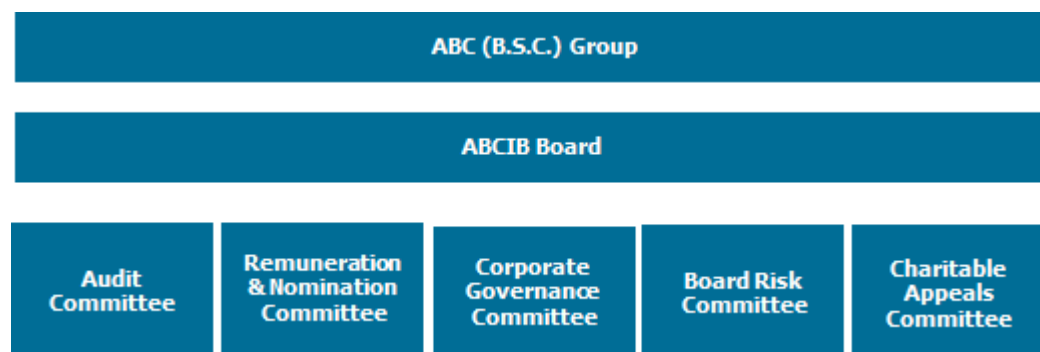 ABC (B.S.C.) Group
ABCIB Board
Audit
Committee
Remuneration
& Nomination
Committee
Corporate
Governance
Committee
Board Risk
Committee
Charitable
Appeals
Committee